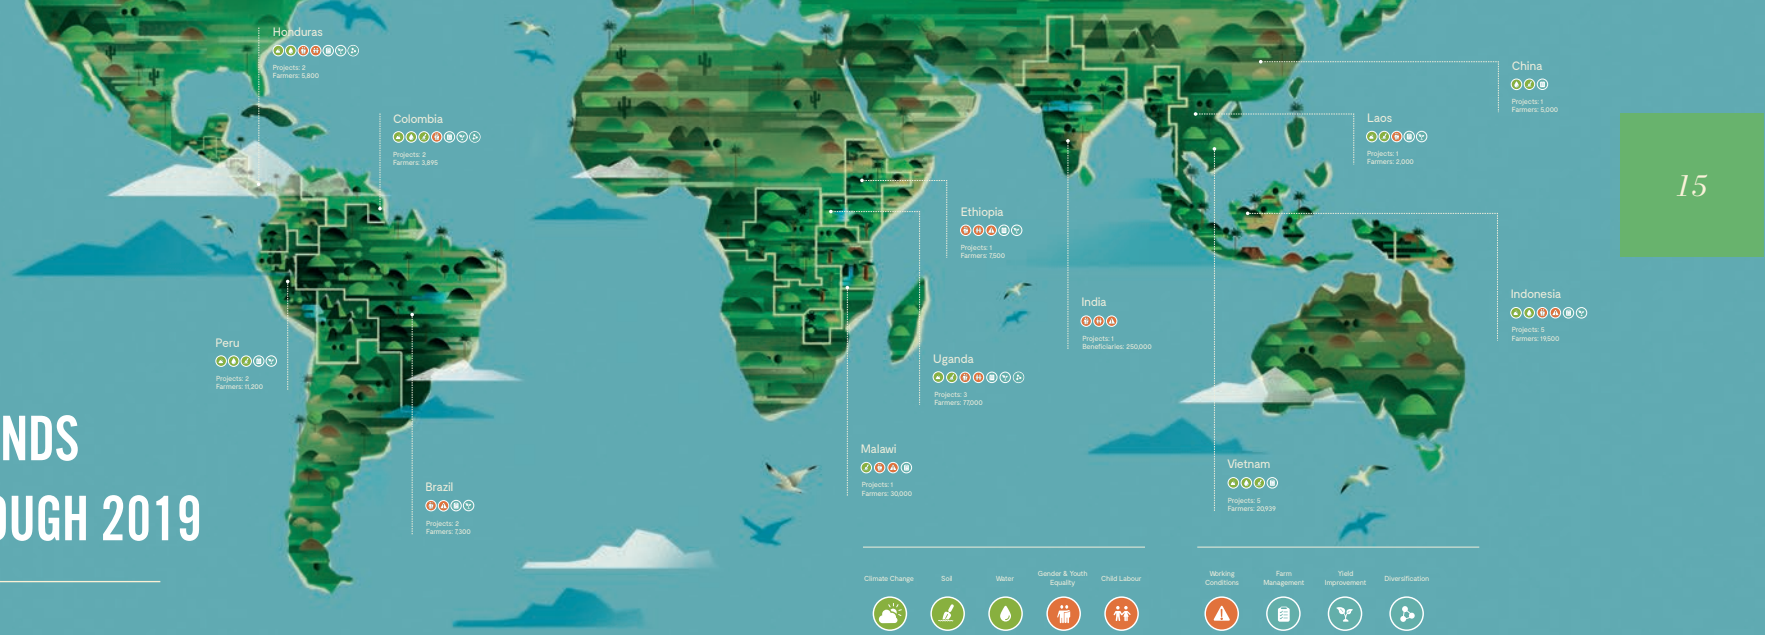 Honduras
Projects: 2
Farmers: 5,800
Colombia
Projects: 2
Farmers: 3,895
China
Projects: 1
Farmers: 5,000
Laos
Projects: 1
Farmers: 2,000
15
Ethiopia
Projects: 1
Farmers: 7,500
India
Projects: 1
Beneficiaries: 250,000
Indonesia
Projects: 5
Farmers: 19,500
Peru
Projects: 2
Farmers: 11,200
Uganda
Projects: 3
Farmers: 77,000
NDS
OUGH 2019
Malawi
Projects: 1
Farmers: 30,000
Vietnam
Projects: 5
Farmers: 20,939
Brazil
Projects: 2
Farmers: 7,300
Climate Change
Soil
Water
Gender & Youth
Equality
Child Labour
Working
Conditions
Farm
Management
Yield
Improvement
Diversification